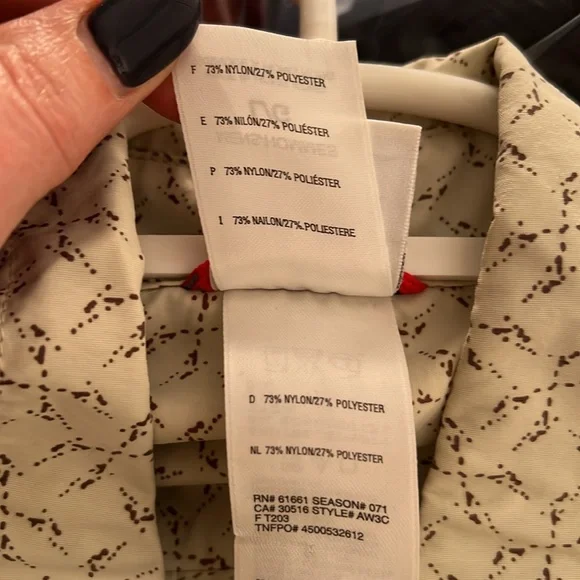 F 73% NYLON/27% POLYESTER
E 73% NILÓN/27% POLIÉSTER
P 73% NYLON/27% POLIÉSTER
I 73% NAILON/27% POLIESTERE
D 73% NYLON/27% POLYESTER
NL 73% NYLON/27% POLYESTER
RN# 61661 SEASON# 071
CA# 30516 STYLE# AW3C
F T203
TNFPO# 4500532612